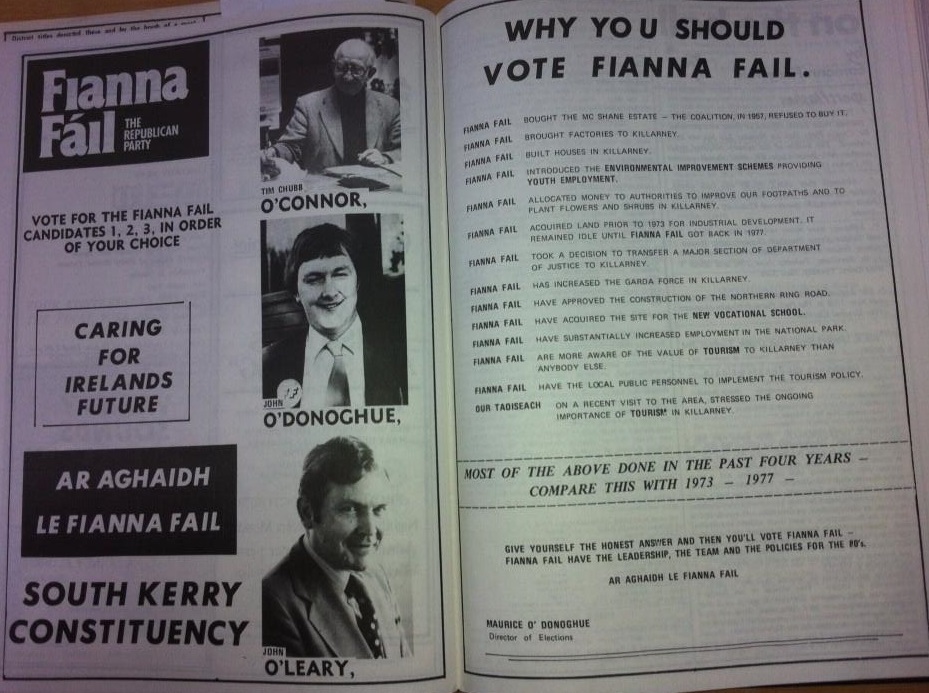 Fianna
Fáil
THE
REPUBLICAN
PARTY
VOTE FOR THE FIANNA FAIL
CANDIDATES 1, 2, 3, IN ORDER
OF YOUR CHOICE
CARING
FOR
IRELANDS
FUTURE
AR AGHAIDH
LE FIANNA FAIL
SOUTH KERRY
CONSTITUENCY
TIM CHUBB
O'CONNOR,
JOHN
O'DONOGHUE,
JOHN
O'LEARY,
WHY YOU SHOULD
VOTE FIANNA FAIL.
FIANNA FAIL BOUGHT THE MC SHANE ESTATE – THE COALITION, IN 1957, REFUSED TO BUY IT.
FIANNA FAIL BROUGHT FACTORIES TO KILLARNEY.
FIANNA FAIL BUILT HOUSES IN KILLARNEY.
FIANNA FAIL INTRODUCED THE ENVIRONMENTAL IMPROVEMENT SCHEMES PROVIDING
YOUTH EMPLOYMENT.
FIANNA FAIL ALLOCATED MONEY TO AUTHORITIES TO IMPROVE OUR FOOTPATHS AND TO
PLANT FLOWERS AND SHRUBS IN KILLARNEY.
FIANNA FAIL ACQUIRED LAND PRIOR TO 1973 FOR INDUSTRIAL DEVELOPMENT. IT
REMAINED IDLE UNTIL FIANNA FAIL GOT BACK IN 1977.
FIANNA FAIL TOOK A DECISION TO TRANSFER A MAJOR SECTION OF DEPARTMENT
OF JUSTICE TO KILLARNEY.
FIANNA FAIL HAS INCREASED THE GARDA FORCE IN KILLARNEY.
FIANNA FAIL HAVE APPROVED THE CONSTRUCTION OF THE NORTHERN RING ROAD.
FIANNA FAIL HAVE ACQUIRED THE SITE FOR THE NEW VOCATIONAL SCHOOL.
FIANNA FAIL HAVE SUBSTANTIALLY INCREASED EMPLOYMENT IN THE NATIONAL PARK.
FIANNA FAIL ARE MORE AWARE OF THE VALUE OF TOURISM TO KILLARNEY THAN
ANYBODY ELSE.
FIANNA FAIL HAVE THE LOCAL PUBLIC PERSONNEL TO IMPLEMENT THE TOURISM POLICY.
OUR TAOISEACH ON A RECENT VISIT TO THE AREA, STRESSED THE ONGOING
IMPORTANCE OF TOURISM IN KILLARNEY.
MOST OF THE ABOVE DONE IN THE PAST FOUR YEARS –
COMPARE THIS WITH 1973 – 1977 –
GIVE YOURSELF THE HONEST ANSWER AND THEN YOU'LL VOTE FIANNA FAIL –
FIANNA FAIL HAVE THE LEADERSHIP, THE TEAM AND THE POLICIES FOR THE 80's.
AR AGHAIDH LE FIANNA FAIL
MAURICE O' DONOGHUE
Director of Elections